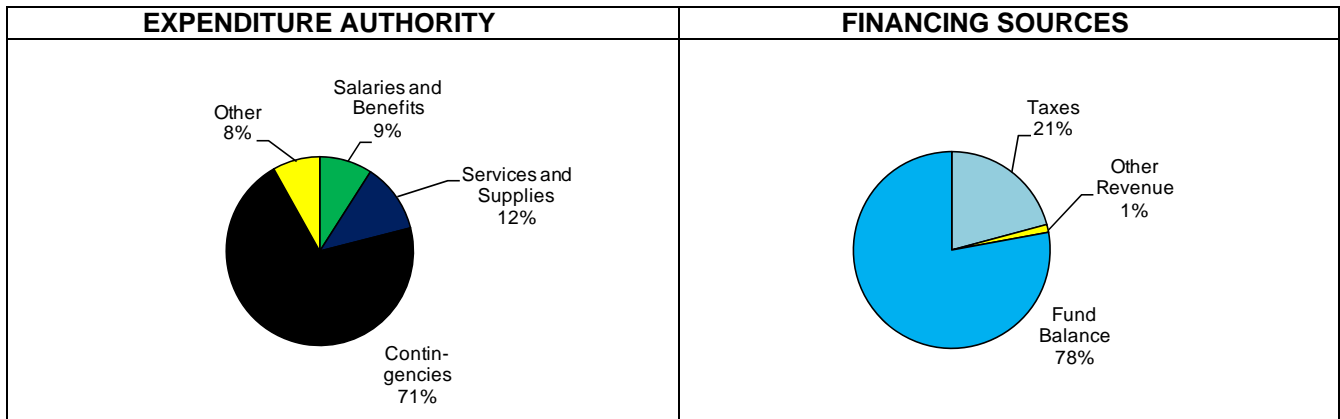 EXPENDITURE AUTHORITY
Other
8%
Salaries and
Benefits
9%
Services and
Supplies
12%
Contin-
gencies
71%
FINANCING SOURCES
Taxes
21%
Other
Revenue
1%
Fund
Balance
78%